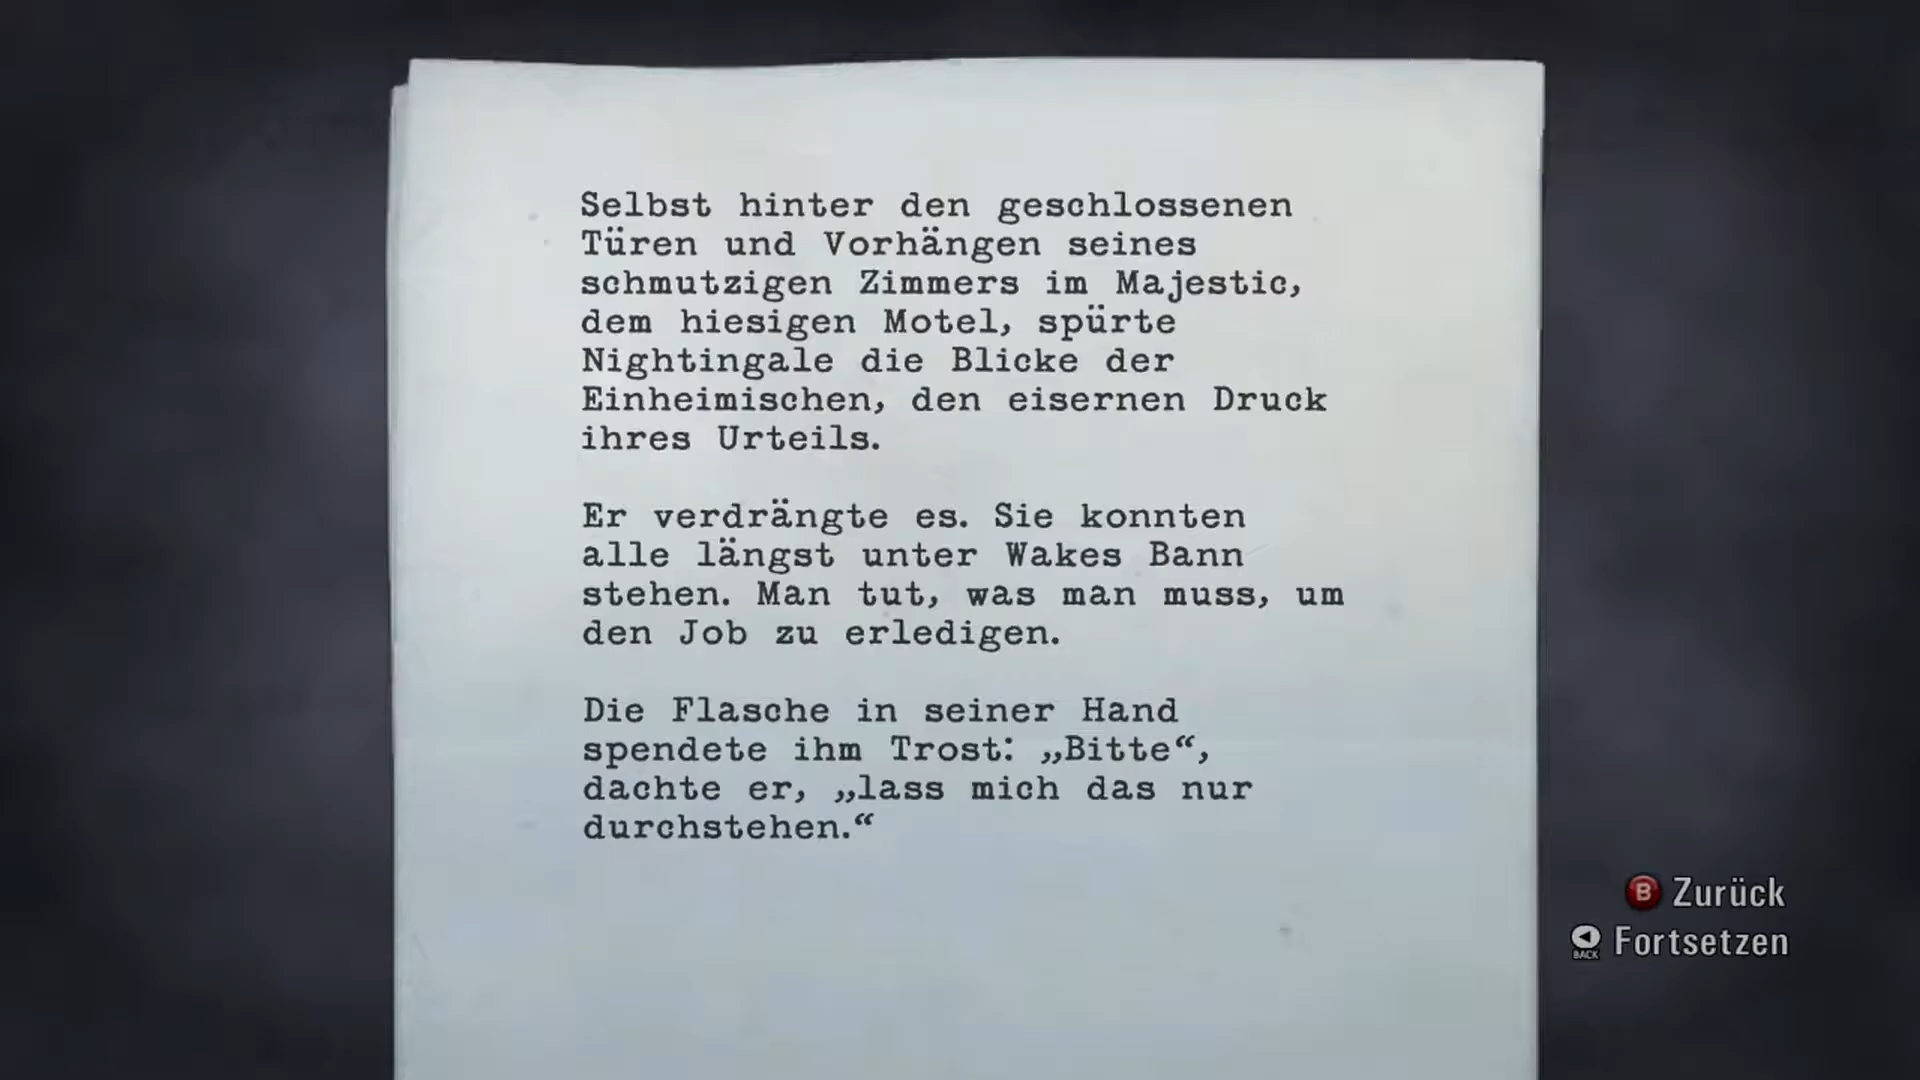 Selbst hinter den geschlossenen
Türen und Vorhängen seines
schmutzigen Zimmers im Majestic,
dem hiesigen Motel, spürte
Nightingale die Blicke der
Einheimischen, den eisernen Druck
ihres Urteils.
Er verdrängte es. Sie konnten
alle längst unter Wakes Bann
stehen. Man tut, was man muss, um
den Job zu erledigen.
Die Flasche in seiner Hand
spendete ihm Trost: „Bitte“,
dachte er, „lass mich das nur
durchstehen.“
B Zurück
BACK Fortsetzen